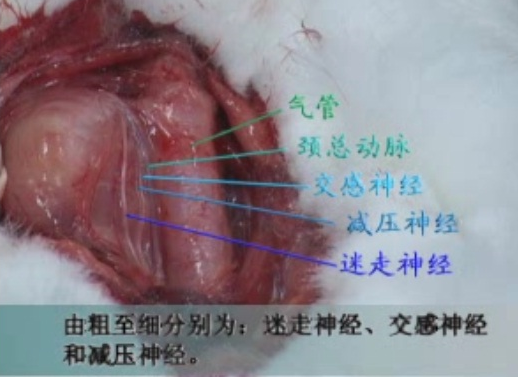 气管
颈总动脉
交感神经
减压神经
迷走神经
由粗至细分别为：迷走神经、交感神经
和减压神经。